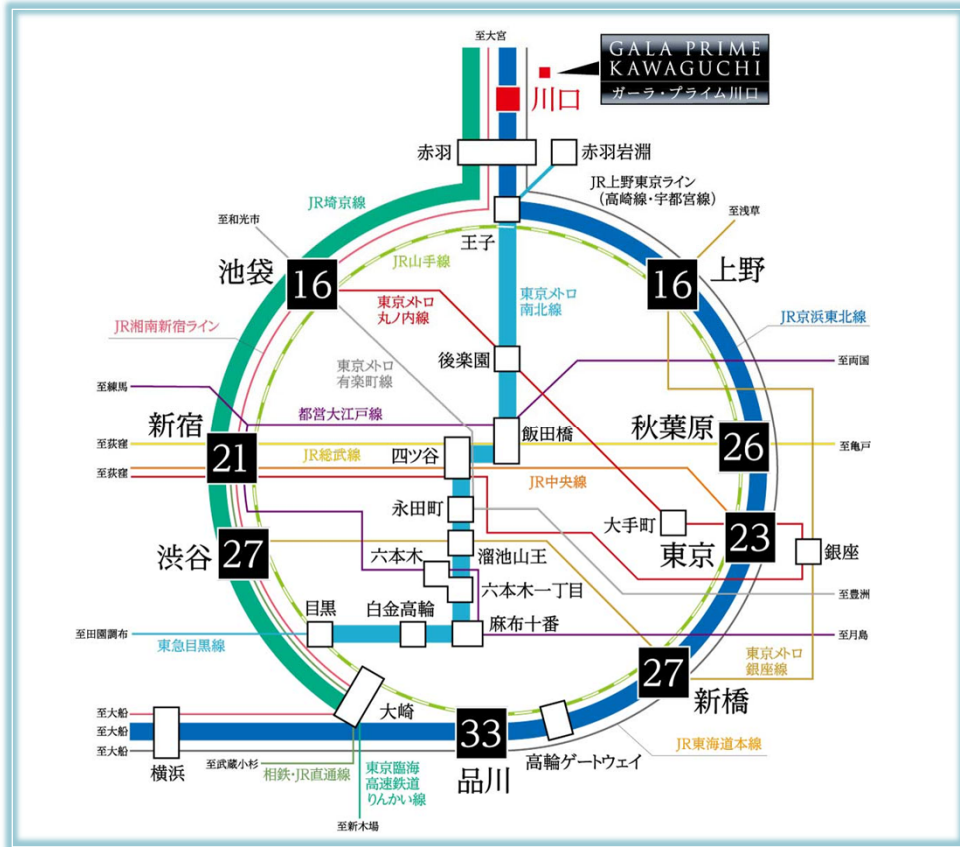 至大宮
GALA PRIME
KAWAGUCHI
ガーラ・プライム川口
川口
赤羽
赤羽岩淵
JR上野東京ライン
(高崎線・宇都宮線)
JR埼京線
至和光市
至浅草
王子
池袋
16
JR山手線
16
上野
東京メトロ
丸ノ内線
東京メトロ
南北線
JR湘南新宿ライン
JR京浜東北線
東京メトロ
有楽町線
後楽園
至両国
至練馬
都営大江戸線
新宿
21
飯田橋
秋葉原
26
至荻窪
JR総武線
四ツ谷
至亀戸
至荻窪
JR中央線
永田町
大手町
東京
23
銀座
渋谷
27
溜池山王
六本木
六本木一丁目
至豊洲
目黒
白金高輪
麻布十番
至田園調布
東急目黒線
至月島
27
新橋
東京メトロ
銀座線
大崎
至大船
至大船
至大船
横浜
33
品川
高輪ゲートウェイ
JR東海道本線
至武蔵小杉
相鉄・JR直通線
東京臨海
高速鉄道
りんかい線
至新木場